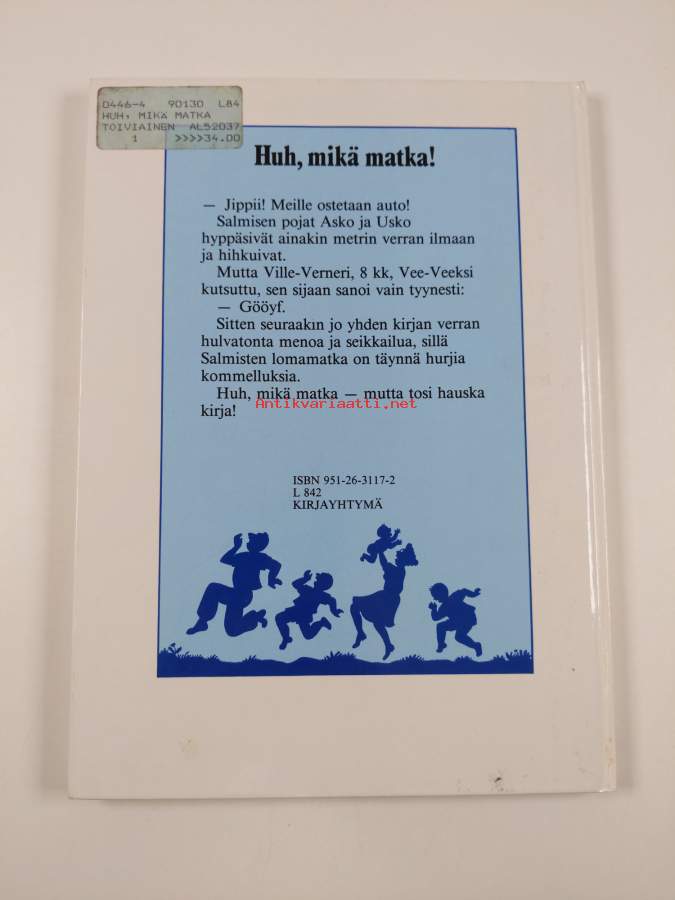 0446-4 90130 L84
HUH, MIKÄ MATKA
TOIVIAINEN AL52037
1 >>>>34.00
Huh, mikä matka!
— Jippii! Meille ostetaan auto!
Salmisen pojat Asko ja Usko
hyppäsivät ainakin metrin verran ilmaan
ja hihkuivat.
Mutta Ville-Verneri, 8 kk, Vee-Veeksi
kutsuttu, sen sijaan sanoi vain tyynesti:
— Gööyf.
Sitten seuraakin jo yhden kirjan verran
hulvatonta menoa ja seikkailua, sillä
Salmisten lomamatka on täynnä hurjia
kommelluksia.
Huh, mikä matka — mutta tosi hauska
kirja!
Antikvariaatti.net
ISBN 951-26-3117-2
L 842
KIRJAYHTYMÄ